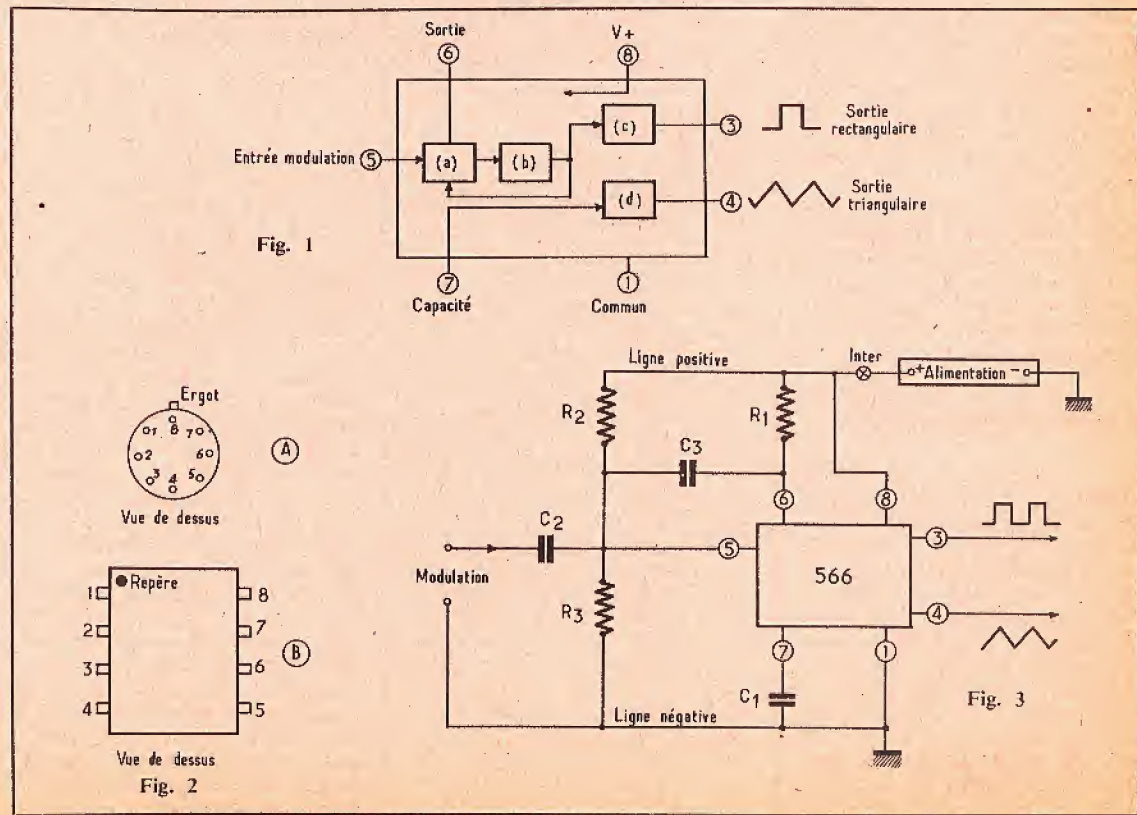 Sortie
⑥
V+
⑧
(c)
③
Sortie
rectangulaire
Entrée modulation ⑤
(a)
(b)
(d)
④
Sortie
triangulaire
Fig. 1
⑦
Capacité
①
Commun
Ergot
1 8 7
2 6
3 4 5
Ⓐ
Vue de dessus
Repère
1 8
2 7
3 6
4 5
Ⓑ
Vue de dessus
Fig. 2
Ligne positive
Inter
+ Alimentation -
R2
R1
C3
⑥
⑧
C2
⑤
566
③
Modulation
④
R3
⑦
①
C1
Ligne négative
Fig. 3